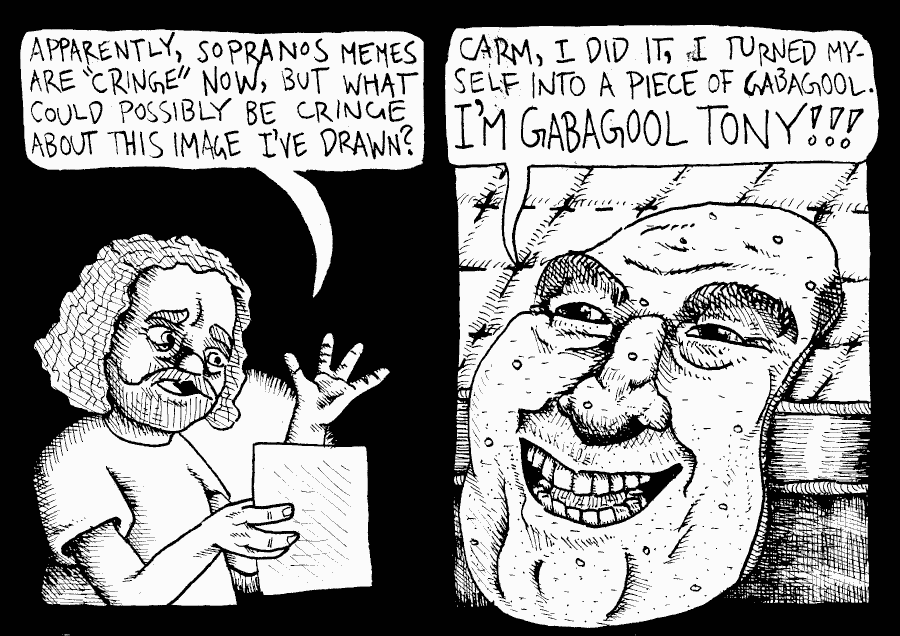 APPARENTLY, SOPRANOS MEMES
ARE "CRINGE" NOW, BUT WHAT
COULD POSSIBLY BE CRINGE
ABOUT THIS IMAGE I'VE DRAWN?
CARM, I DID IT, I TURNED MY-
SELF INTO A PIECE OF GABAGOOL.
I'M GABAGOOL TONY!!!